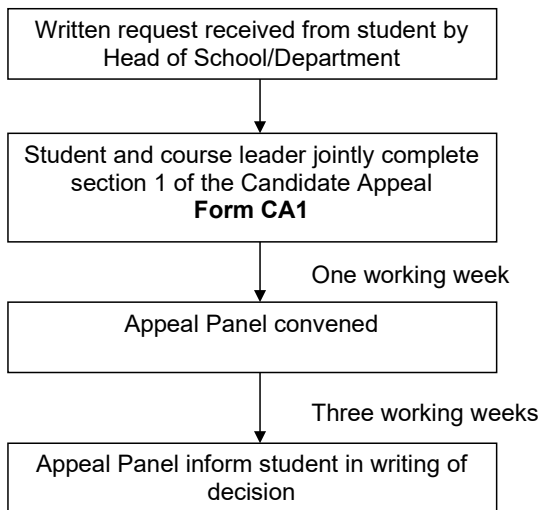 Written request received from student by
Head of School/Department
Student and course leader jointly complete
section 1 of the Candidate Appeal
Form CA1
One working week
Appeal Panel convened
Three working weeks
Appeal Panel inform student in writing of
decision